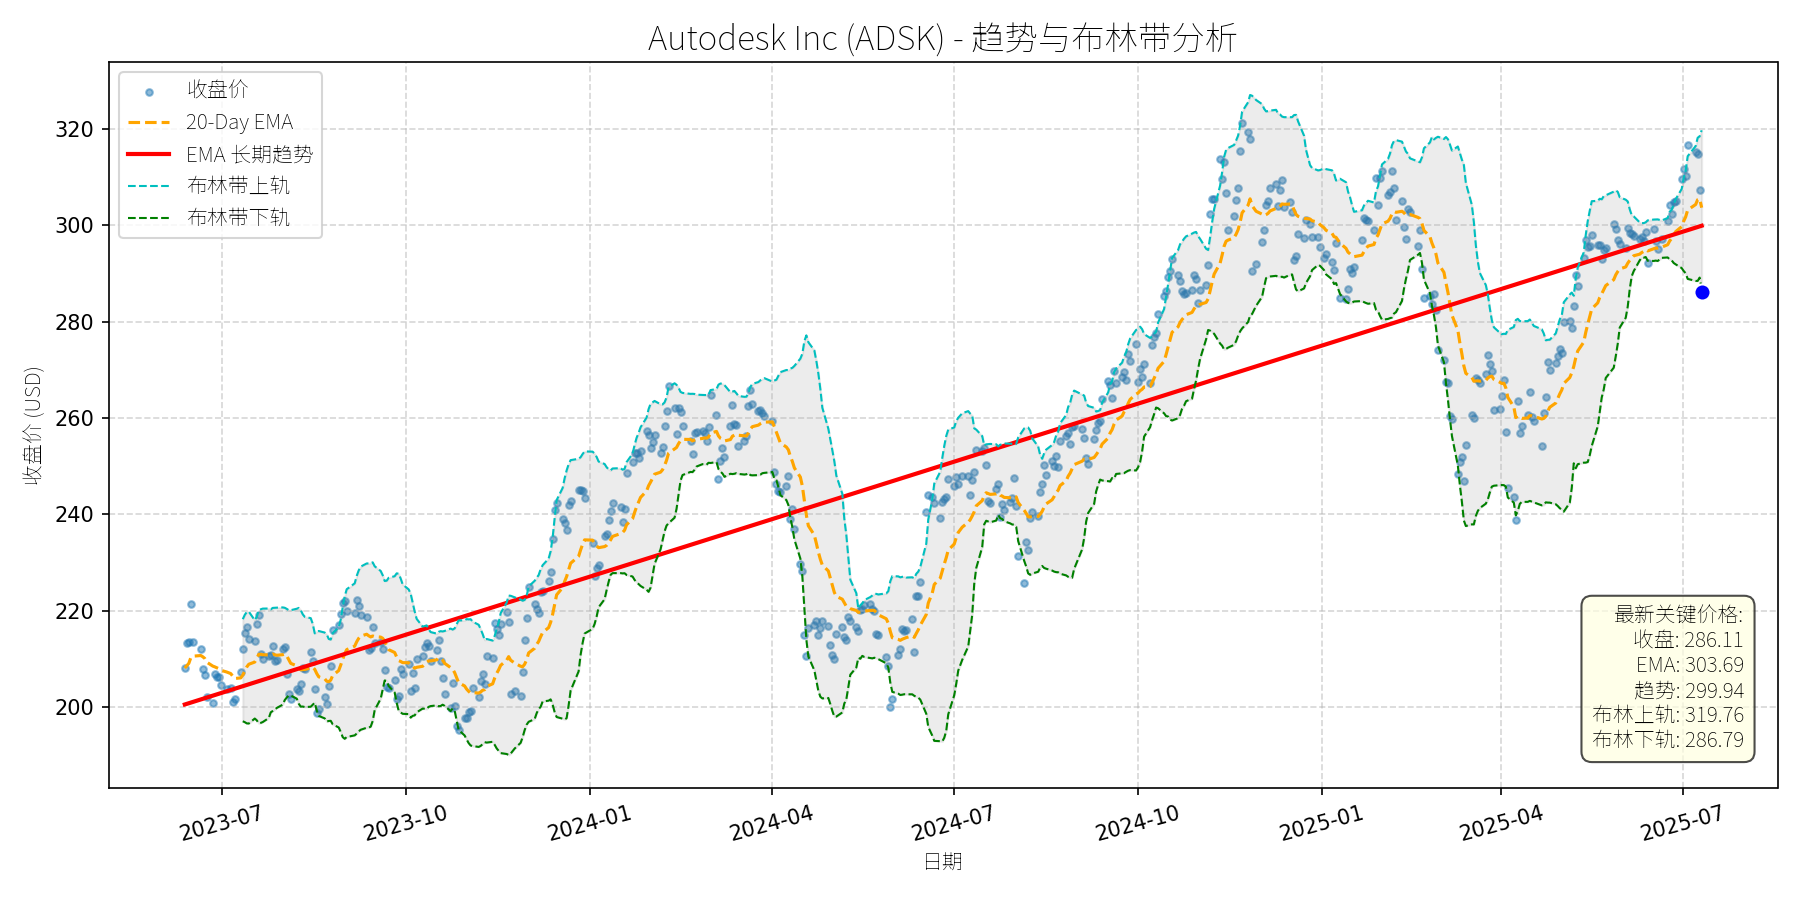 Autodesk Inc (ADSK) - 趋势与布林带分析
收盘价
20-Day EMA
EMA 长期趋势
布林带上轨
布林带下轨
320
300
280
260
240
220
200
收盘价 (USD)
最新关键价格:
收盘: 286.11
EMA: 303.69
趋势: 299.94
布林上轨: 319.76
布林下轨: 286.79
2023-07
2023-10
2024-01
2024-04
2024-07
2024-10
2025-01
2025-04
2025-07
日期